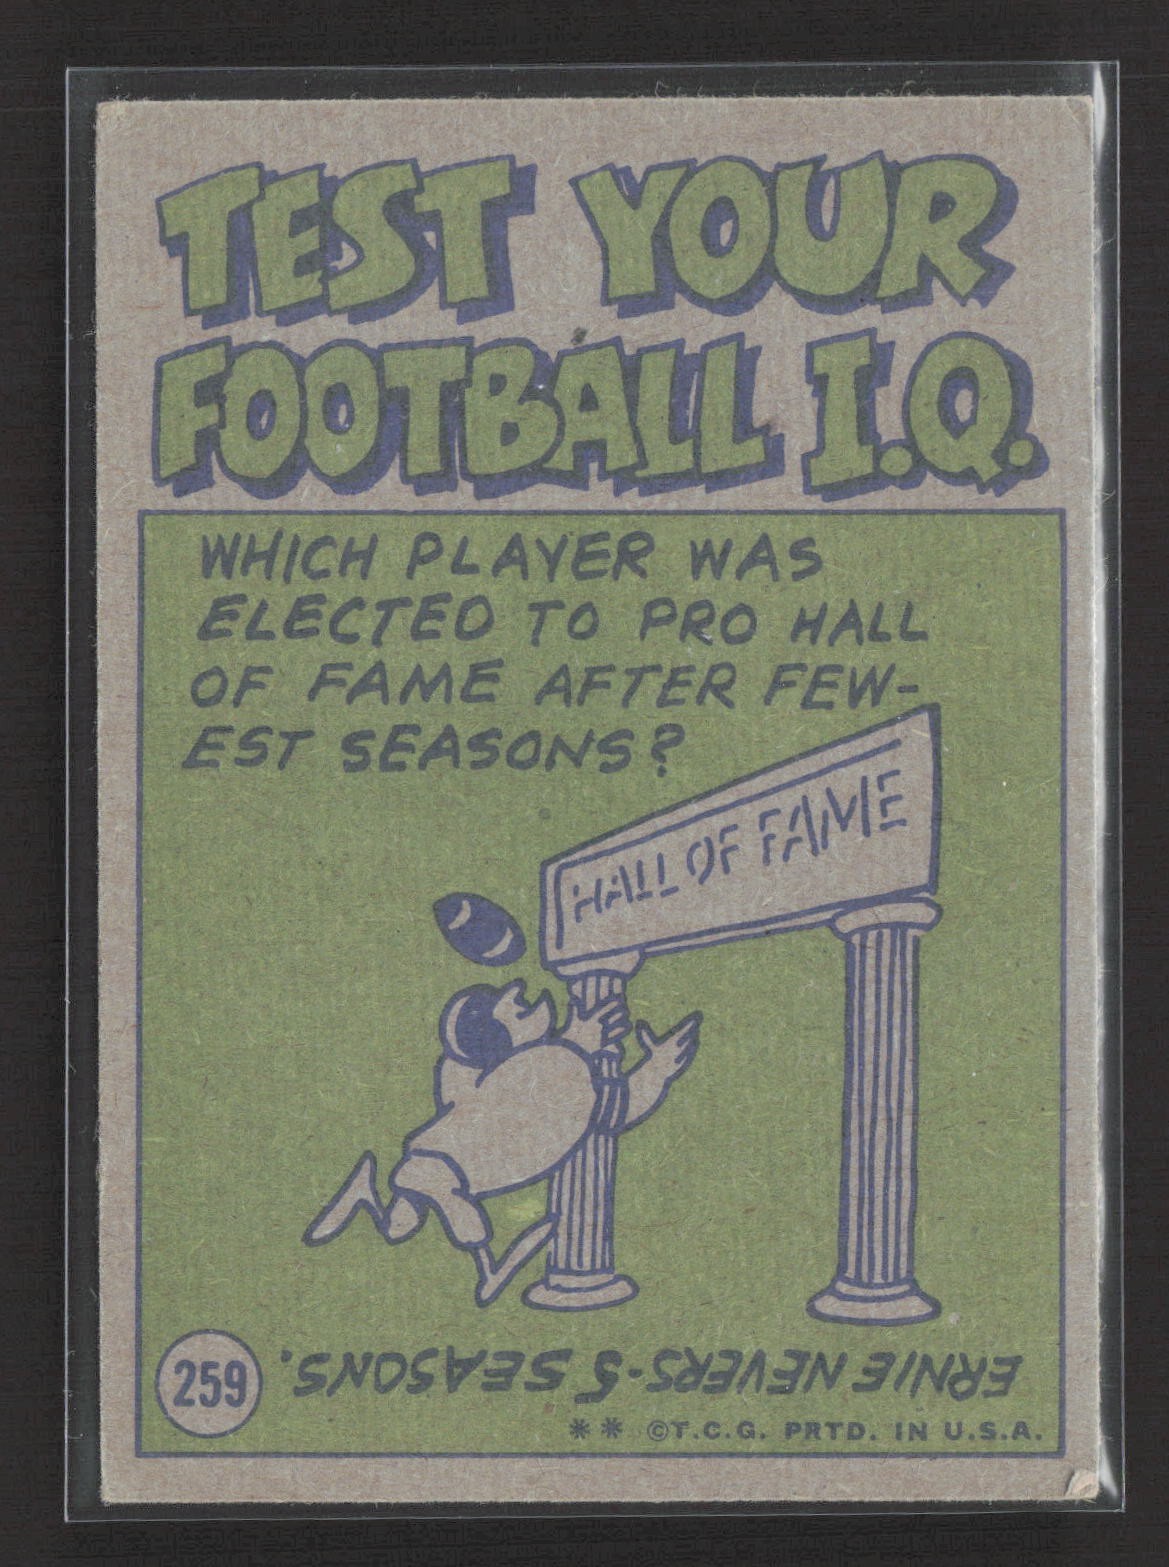 TEST YOUR
FOOTBALL I.Q.
WHICH PLAYER WAS
ELECTED TO PRO HALL
OF FAME AFTER FEW-
EST SEASONS?
HALL OF FAME
ERNIE NEVERS-5 SEASONS.
259
** ©T.C.G. PRTD. IN U.S.A.